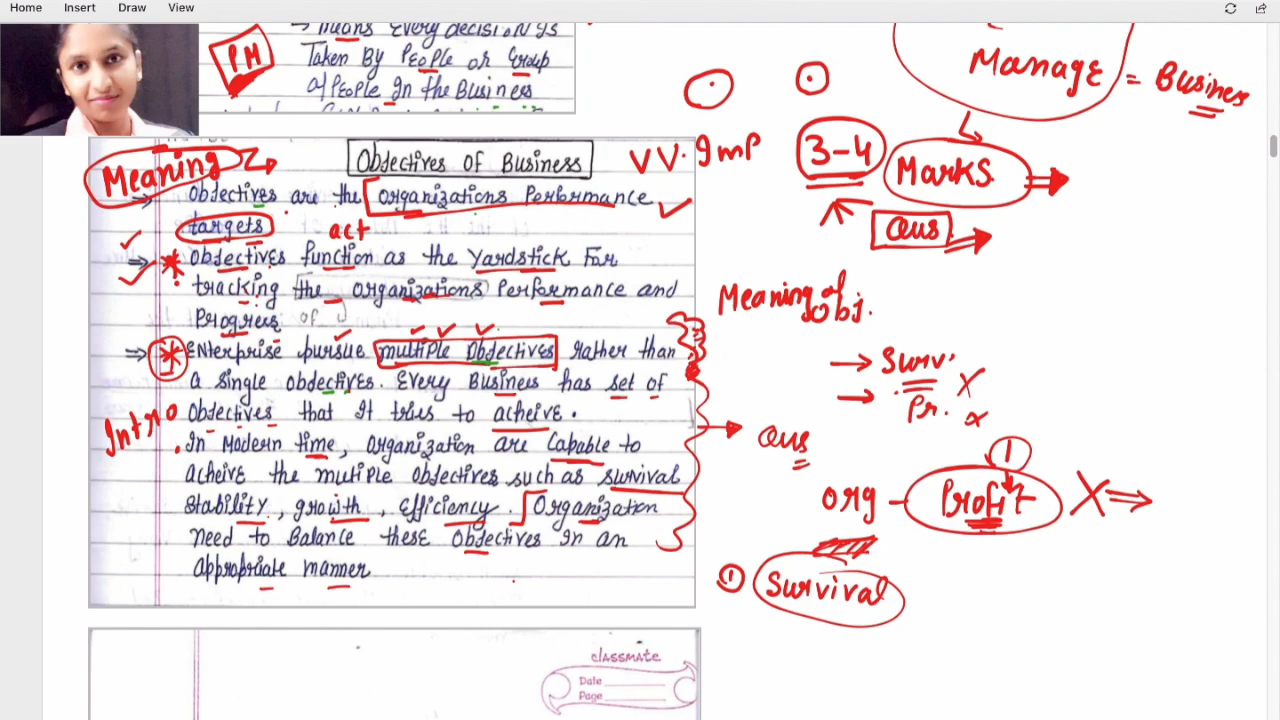 Home Insert Draw View
→ Means Every decision is
Taken By People or Group
of People In the Business
PM
Manage = Business
Meaning
Objectives of Business
VV. Imp
3-4
Marks
Objectives are the organizations Performance
targets
act
Ques
Objectives function as the Yardstick For
tracking the organizations Performance and
Progress of
Meaning of
Obj.
Enterprise pursue multiple Objectives rather than
a single objectives. Every Business has set of
Objectives that It tries to acheive.
Intro
In Modern time, organization are capable to
acheive the multiple objectives such as survival
stability, growth, Efficiency. Organization
need to Balance these Objectives In an
appropriate manner
→ Surv.
→ Pr.
Ques
1
org - Profit
① Survival
classmate
Date
Page